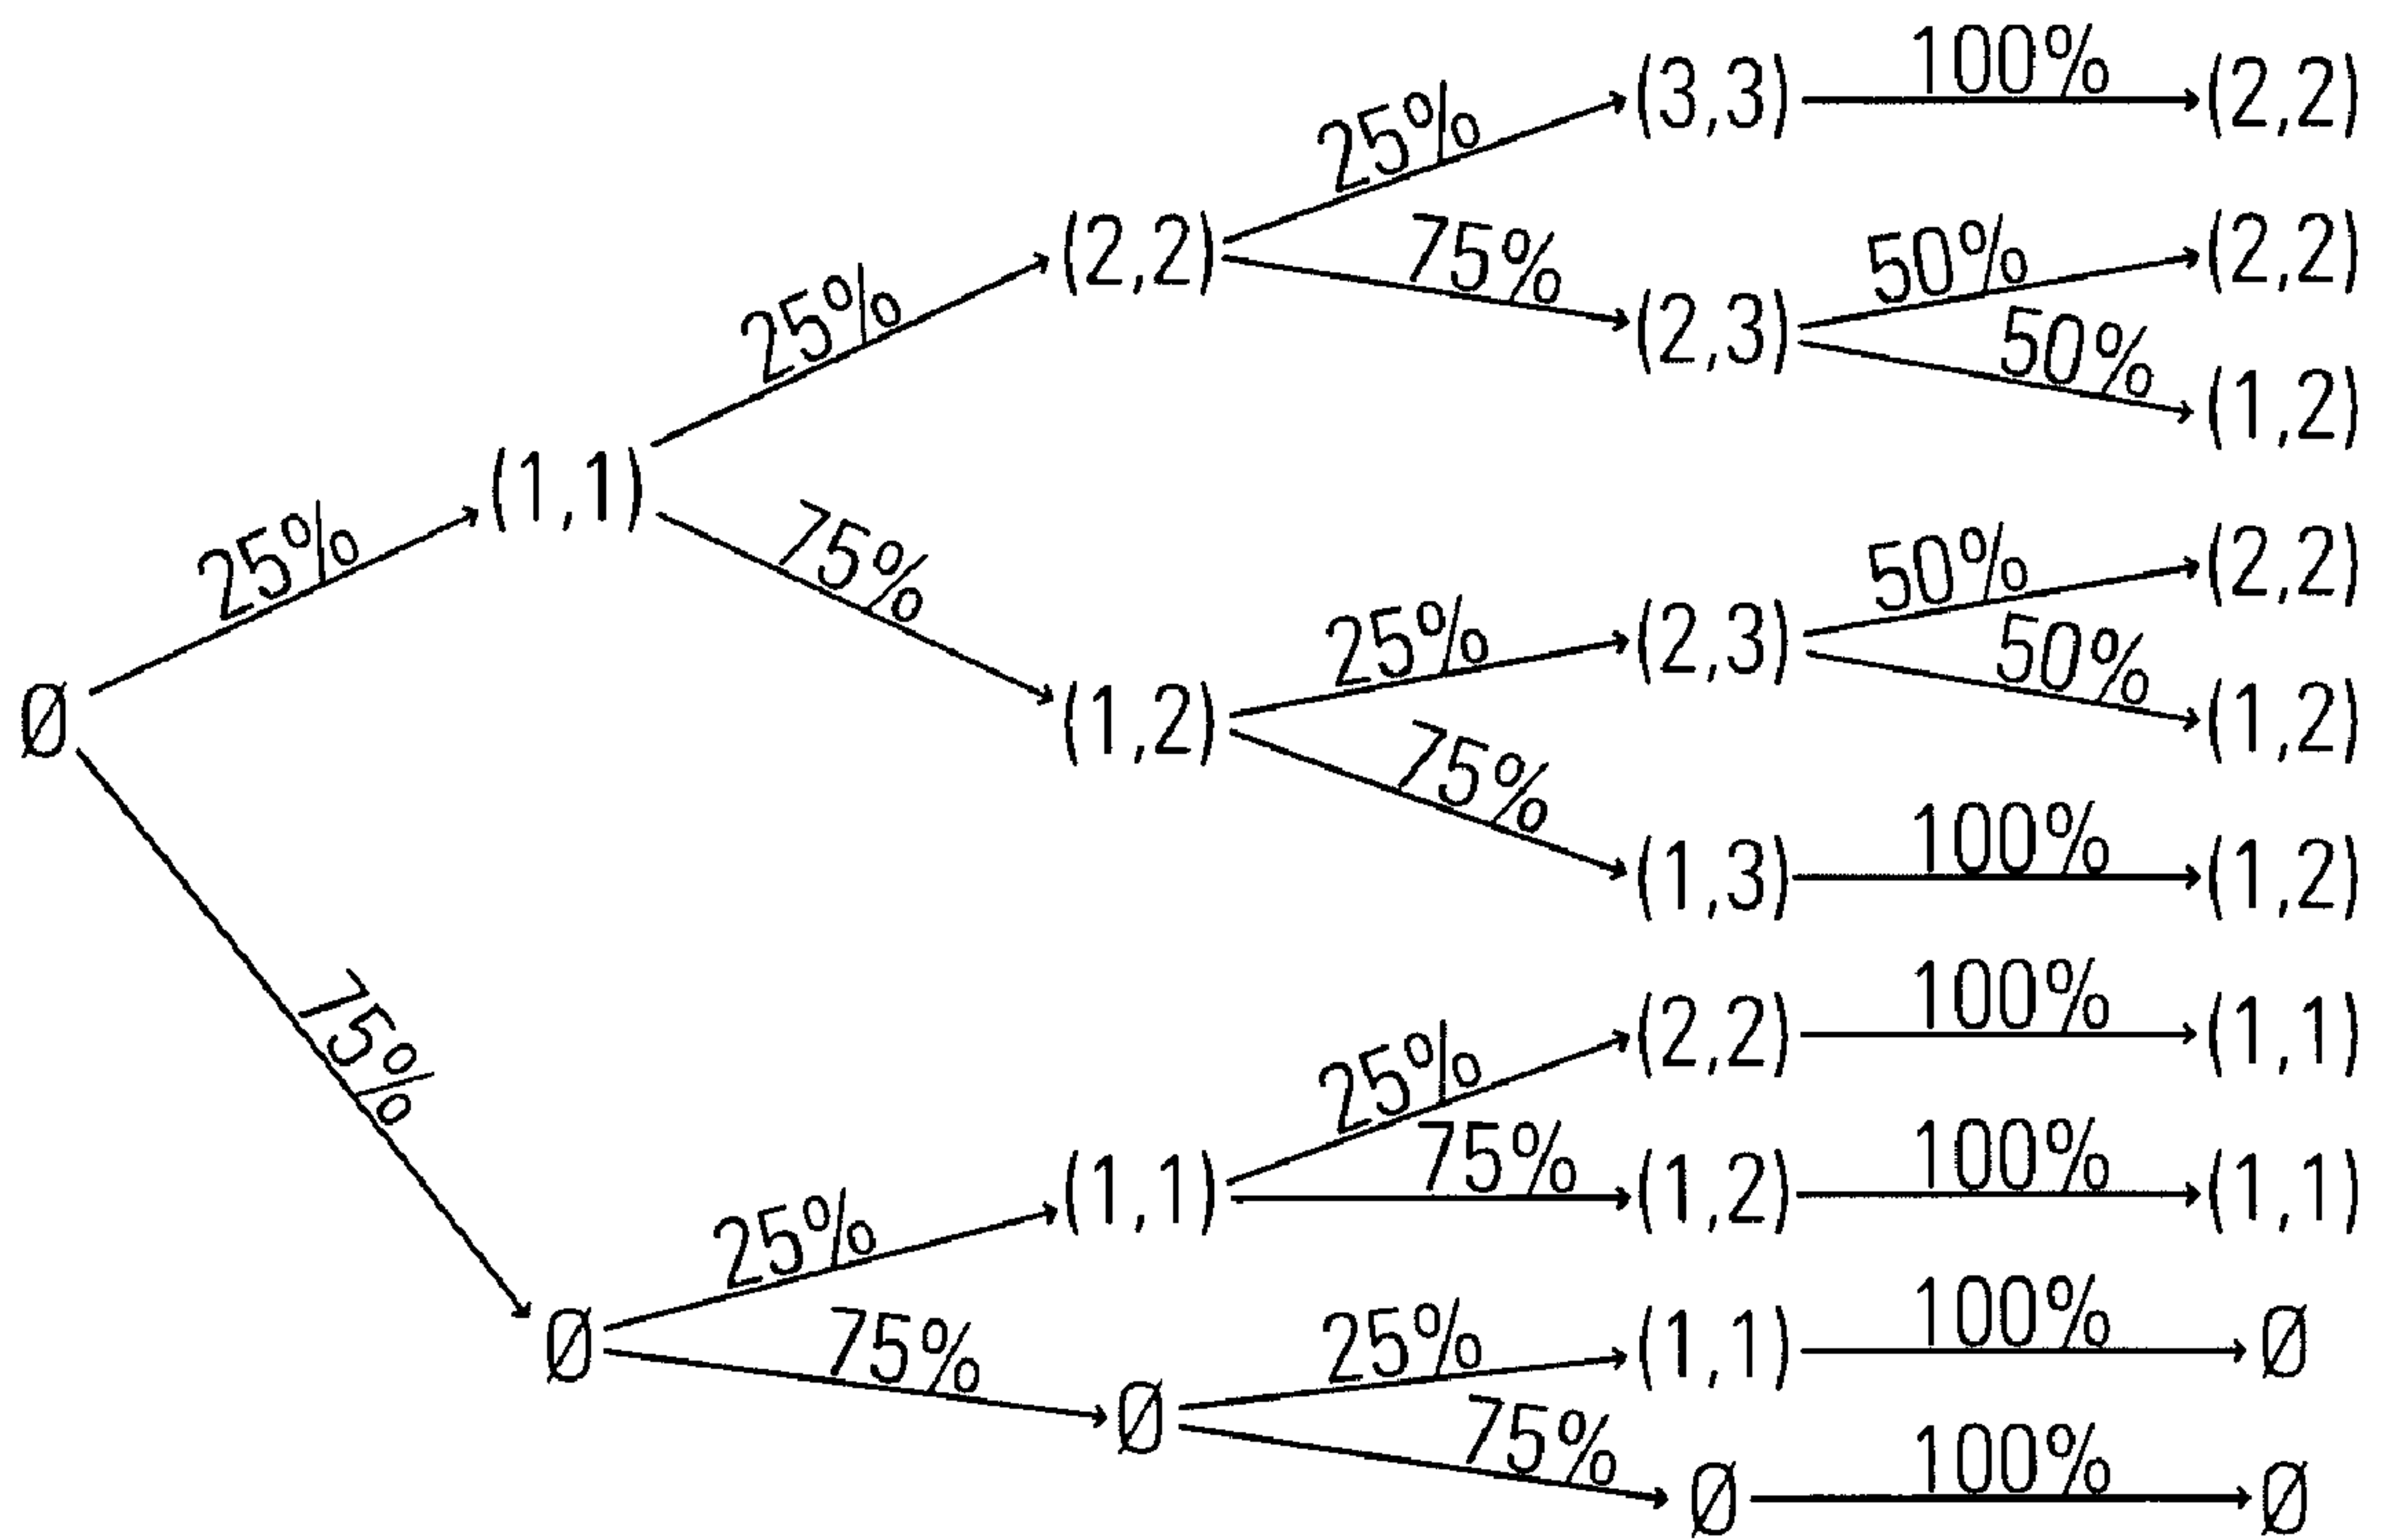 100%
(3,3) (2,2)
25%
(2,2) 75% 50% (2,2)
25% (2,3) 50%
(1,2)
(1,1)
25% 75% 50% (2,2)
25% (2,3) 50%
Ø (1,2) (1,2)
75% 100%
(1,3) (1,2)
75% 100%
25% (2,2) (1,1)
75% 100%
(1,1) (1,2) (1,1)
25% 100%
Ø 75% 25% (1,1) Ø
Ø 75% 100%
Ø Ø